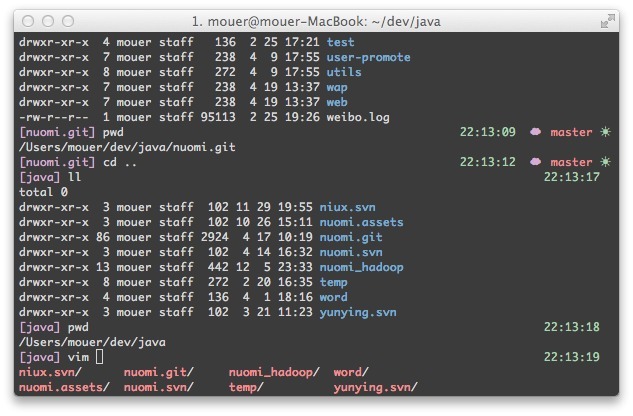 1. mouer@mouer-MacBook: ~/dev/java
drwxr-xr-x  4 mouer staff   136  2 25 17:21 test
drwxr-xr-x  7 mouer staff   238  4  9 17:55 user-promote
drwxr-xr-x  8 mouer staff   272  4  9 17:55 utils
drwxr-xr-x  7 mouer staff   238  4 19 13:37 wap
drwxr-xr-x  7 mouer staff   238  4 19 13:37 web
-rw-r--r--  1 mouer staff 95113  2 25 19:26 weibo.log
[nuomi.git] pwd 22:13:09 master
/Users/mouer/dev/java/nuomi.git
[nuomi.git] cd .. 22:13:12 master
[java] ll 22:13:17
total 0
drwxr-xr-x  3 mouer staff  102 11 29 19:55 niux.svn
drwxr-xr-x  3 mouer staff  102 10 26 15:11 nuomi.assets
drwxr-xr-x 86 mouer staff 2924  4 17 10:19 nuomi.git
drwxr-xr-x  3 mouer staff  102  4 14 16:32 nuomi.svn
drwxr-xr-x 13 mouer staff  442 12  5 23:33 nuomi_hadoop
drwxr-xr-x  8 mouer staff  272  2 20 16:35 temp
drwxr-xr-x  4 mouer staff  136  4  1 18:16 word
drwxr-xr-x  3 mouer staff  102  3 21 11:23 yunying.svn
[java] pwd 22:13:18
/Users/mouer/dev/java
[java] vim 22:13:19
niux.svn/ nuomi.git/ nuomi_hadoop/ word/
nuomi.assets/ nuomi.svn/ temp/ yunying.svn/